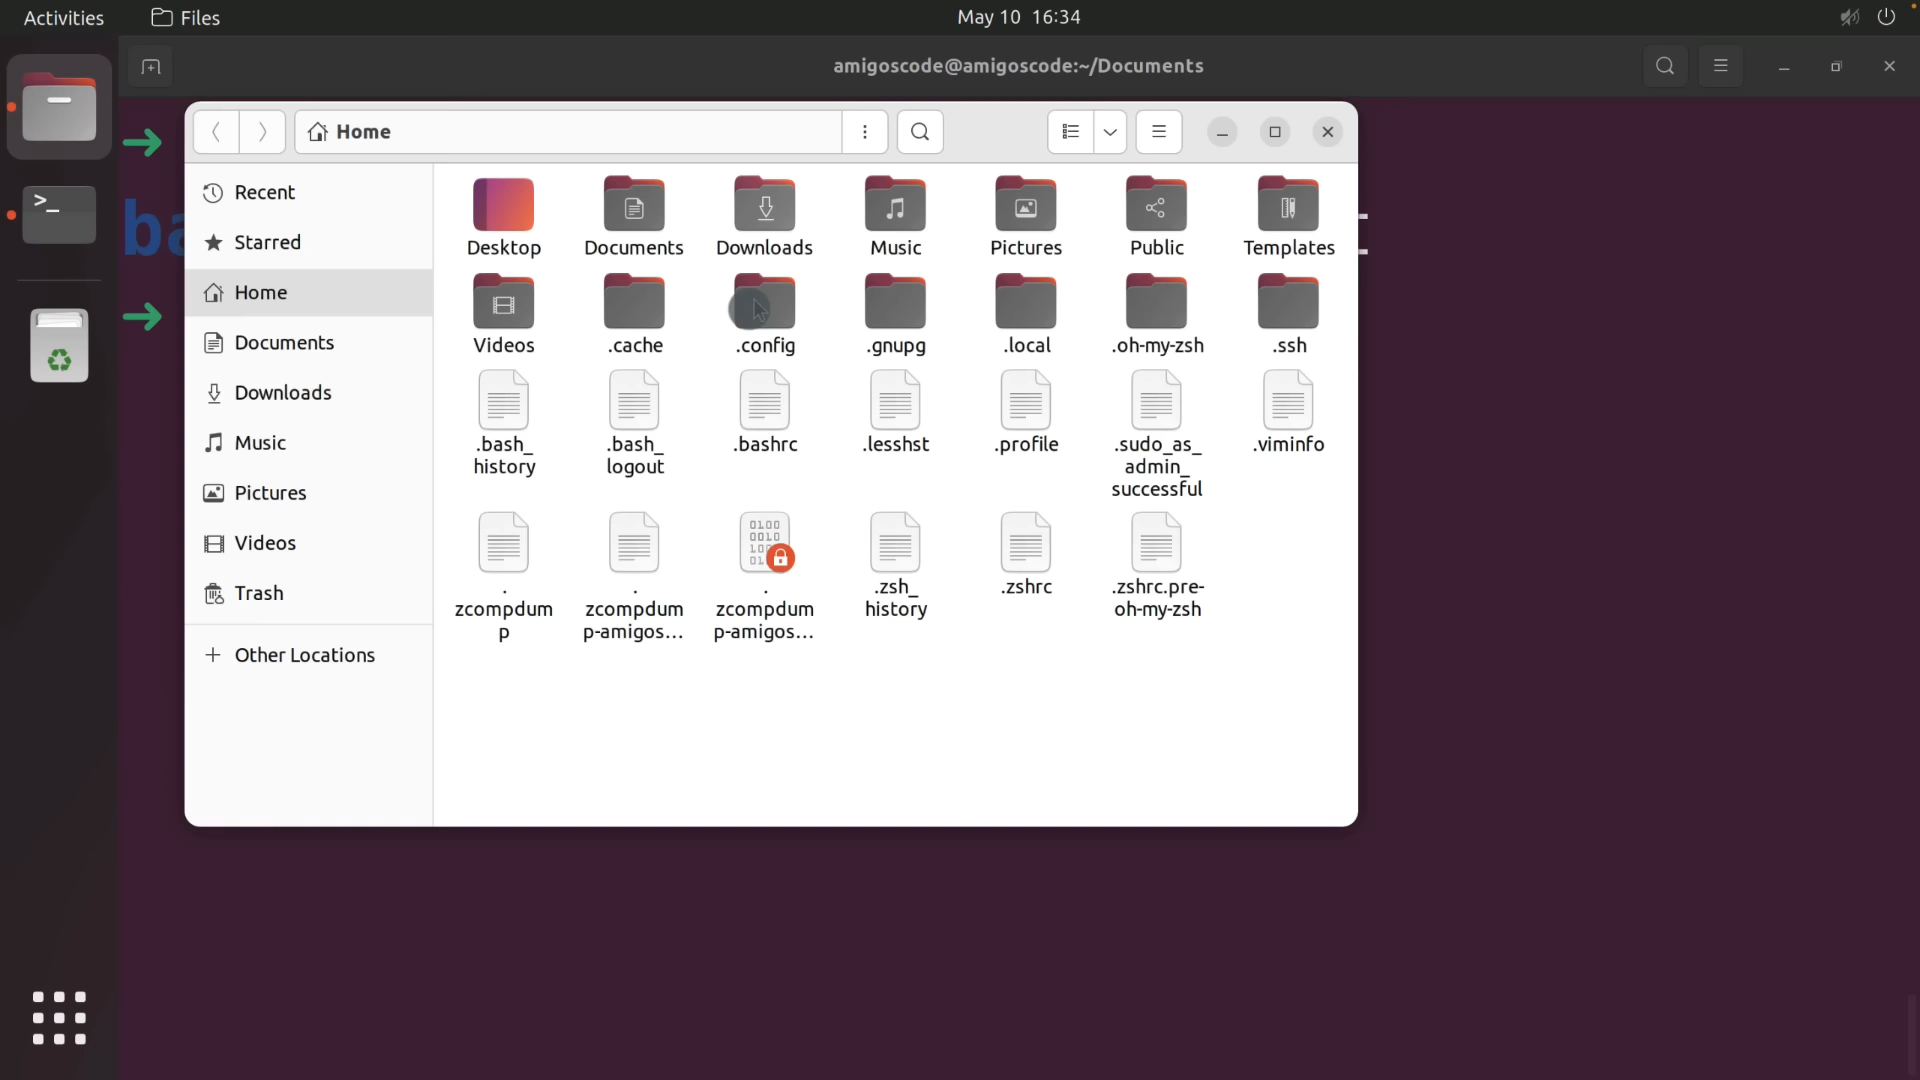 Activities
Files
May 10 16:34
amigoscode@amigoscode:~/Documents
ba
Home
Recent
Starred
Home
Documents
Downloads
Music
Pictures
Videos
Trash
+ Other Locations
Desktop
Documents
Downloads
Music
Pictures
Public
Templates
Videos
.cache
.config
.gnupg
.local
.oh-my-zsh
.ssh
.bash_
history
.bash_
logout
.bashrc
.lesshst
.profile
.sudo_as_
admin_
successful
.viminfo
.
zcompdum
p
.
zcompdum
p-amigos...
.
zcompdum
p-amigos...
.zsh_
history
.zshrc
.zshrc.pre-
oh-my-zsh